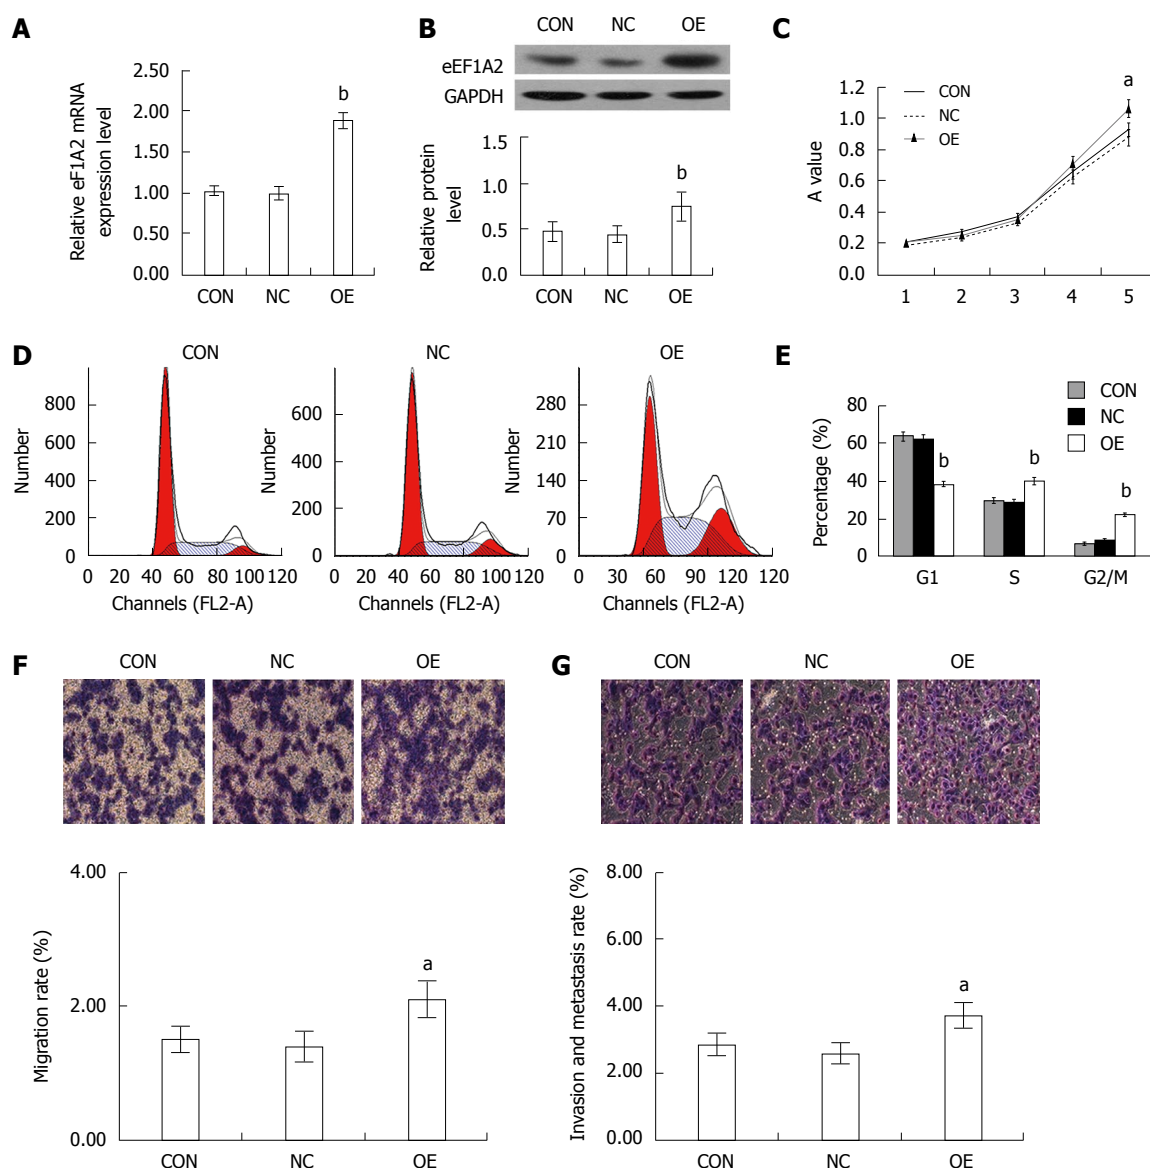 A
Relative eF1A2 mRNA
expression level
2.50
2.00
1.50
1.00
0.50
0.00
b
CON NC OE
B
CON NC OE
eEF1A2
GAPDH
Relative protein
level
1.5
1.0
0.5
0.0
b
CON NC OE
C
A value
1.2
1.0
0.8
0.6
0.4
0.2
0.0
CON
NC
OE
a
1 2 3 4 5
D
CON
Number
800
600
400
200
0
0 20 40 60 80 100 120
Channels (FL2-A)
NC
Number
600
400
200
0
0 20 40 60 80 100 120
Channels (FL2-A)
OE
Number
280
210
140
70
0
0 30 60 90 120 120
Channels (FL2-A)
E
CON
NC
OE
Percentage (%)
80
60
40
20
0
b
b
b
G1 S G2/M
F
CON NC OE
Migration rate (%)
4.00
2.00
0.00
a
CON NC OE
G
CON NC OE
Invasion and metastasis rate (%)
8.00
6.00
4.00
2.00
0.00
a
CON NC OE